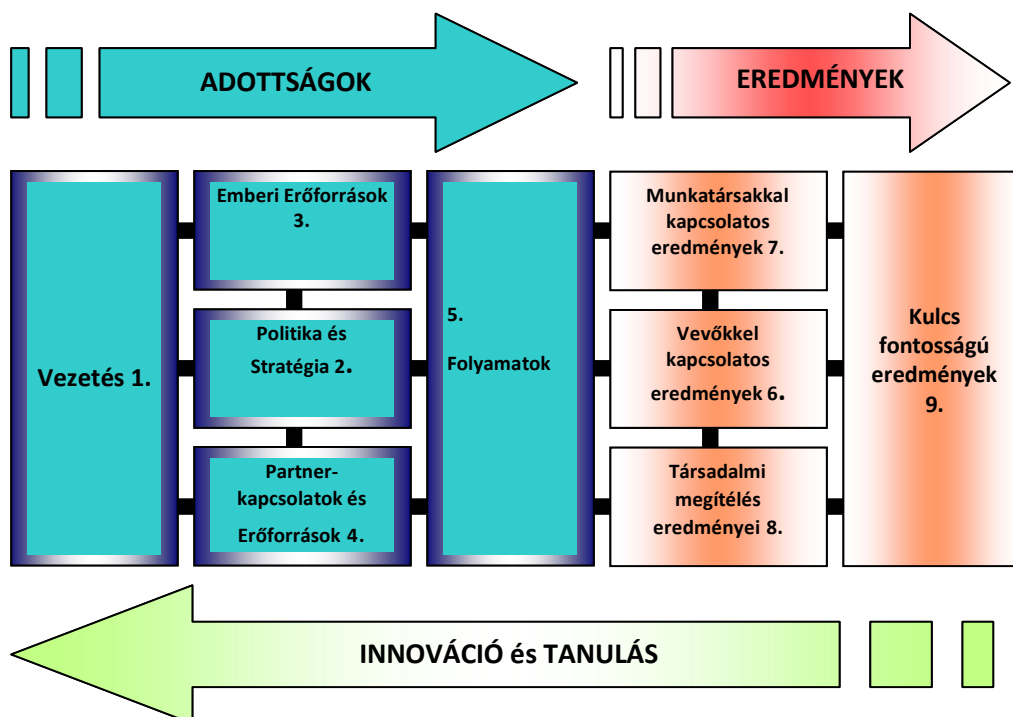 ADOTTSÁGOK
EREDMÉNYEK
Vezetés 1.
Emberi Erőforrások
3.
Politika és
Stratégia 2.
Partner-
kapcsolatok és
Erőforrások 4.
5.
Folyamatok
Munkatársakkal
kapcsolatos
eredmények 7.
Vevőkkel
kapcsolatos
eredmények 6.
Társadalmi
megítélés
eredményei 8.
Kulcs
fontosságú
eredmények
9.
INNOVÁCIÓ és TANULÁS